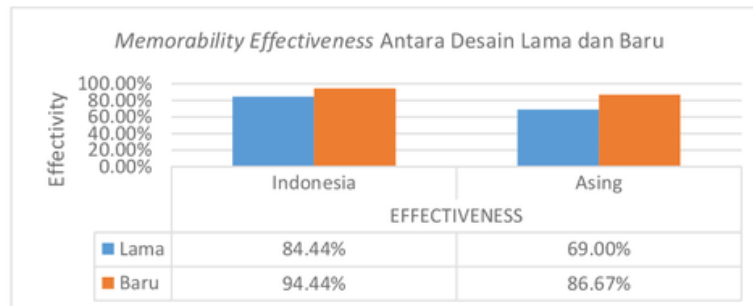 Memorability Effectiveness Antara Desain Lama dan Baru
Effectivity
100.00%
80.00%
60.00%
40.00%
20.00%
0.00%
Indonesia Asing
EFFECTIVENESS
Lama 84.44% 69.00%
Baru 94.44% 86.67%